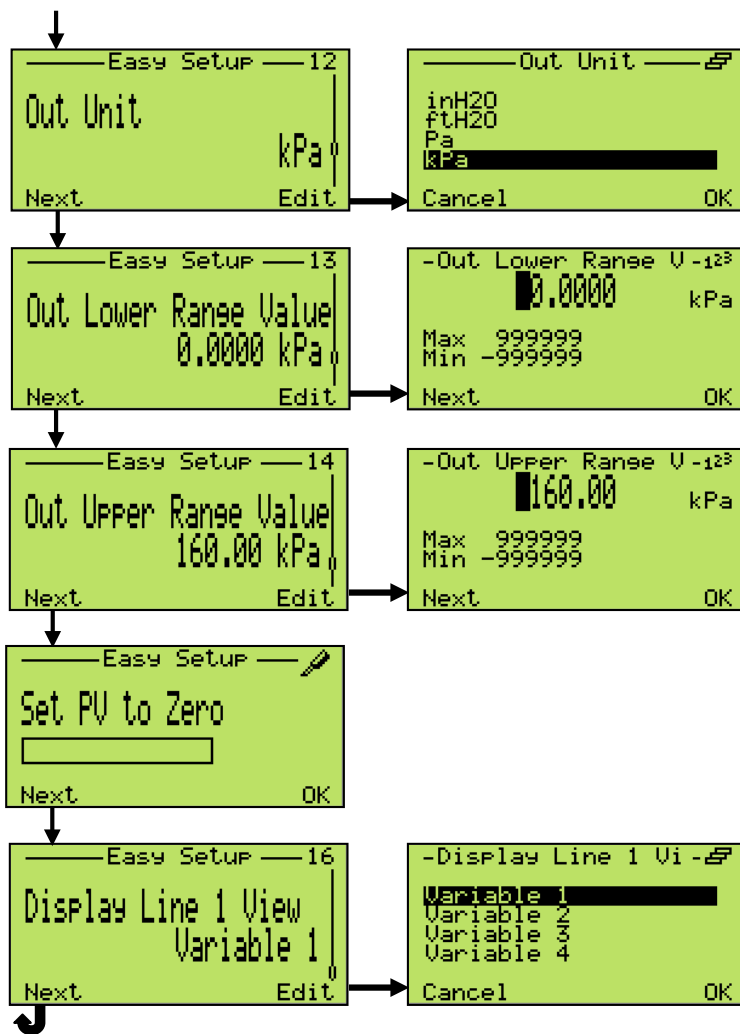 Easy Setup 12
Out Unit
kPa
Next Edit
Out Unit
inH2O
ftH2O
Pa
kPa
Cancel OK
Easy Setup 13
Out Lower Range Value
0.0000 kPa
Next Edit
-Out Lower Range V-123
0.0000 kPa
Max 999999
Min -999999
Next OK
Easy Setup 14
Out Upper Range Value
160.00 kPa
Next Edit
-Out Upper Range V-123
160.00 kPa
Max 999999
Min -999999
Next OK
Easy Setup
Set PV to Zero
Next OK
Easy Setup 16
Display Line 1 View
Variable 1
Next Edit
-Display Line 1 Vi-
Variable 1
Variable 2
Variable 3
Variable 4
Cancel OK